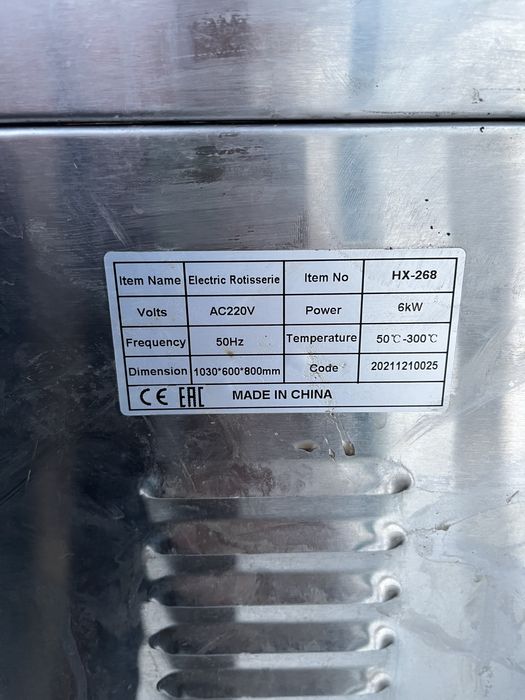 Item Name Electric Rotisserie Item No HX-268
Volts AC220V Power 6kW
Frequency 50Hz Temperature 50℃-300℃
Dimension 1030*600*800mm Code 20211210025
CE EAC MADE IN CHINA